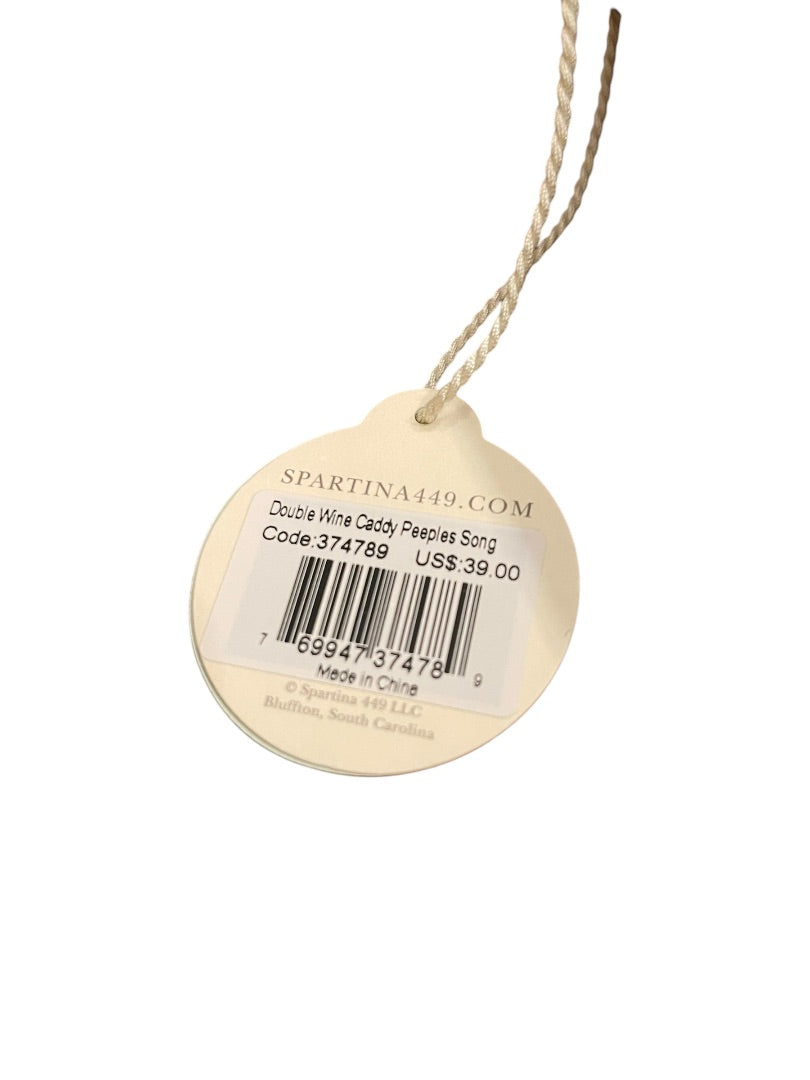 SPARTINA449.COM
Double Wine Caddy Peeples Song
Code:374789 US$:39.00
7 69947 37478 9
Made in China
© Spartina 449 LLC
Bluffton, South Carolina